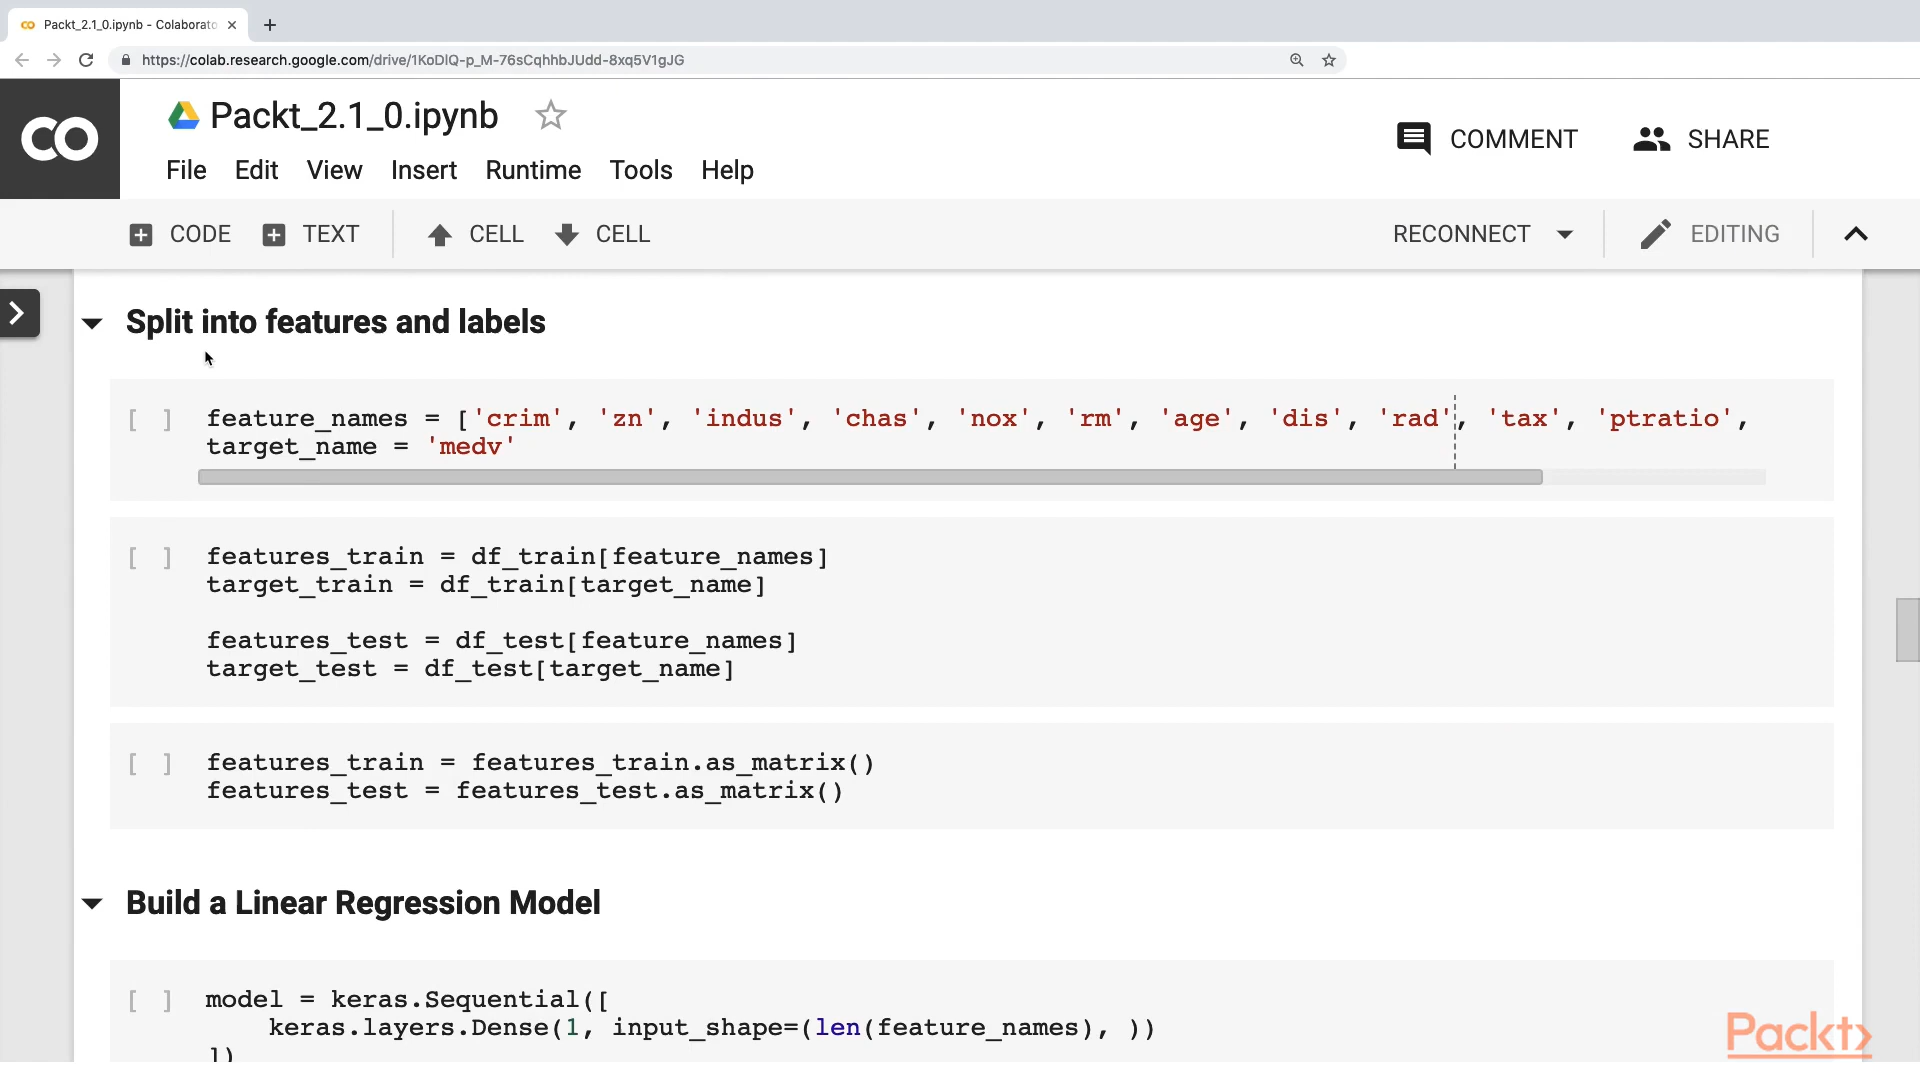 Packt_2.1_0.ipynb - Colaborato
https://colab.research.google.com/drive/1KoDlQ-p_M-76sCqhhbJUdd-8xq5V1gJG
CO
Packt_2.1_0.ipynb
COMMENT
SHARE
File Edit View Insert Runtime Tools Help
CODE TEXT CELL CELL
RECONNECT
EDITING
Split into features and labels
[ ] feature_names = ['crim', 'zn', 'indus', 'chas', 'nox', 'rm', 'age', 'dis', 'rad', 'tax', 'ptratio',
target_name = 'medv'
[ ] features_train = df_train[feature_names]
target_train = df_train[target_name]
features_test = df_test[feature_names]
target_test = df_test[target_name]
[ ] features_train = features_train.as_matrix()
features_test = features_test.as_matrix()
Build a Linear Regression Model
[ ] model = keras.Sequential([
keras.layers.Dense(1, input_shape=(len(feature_names), ))
])
Packt>